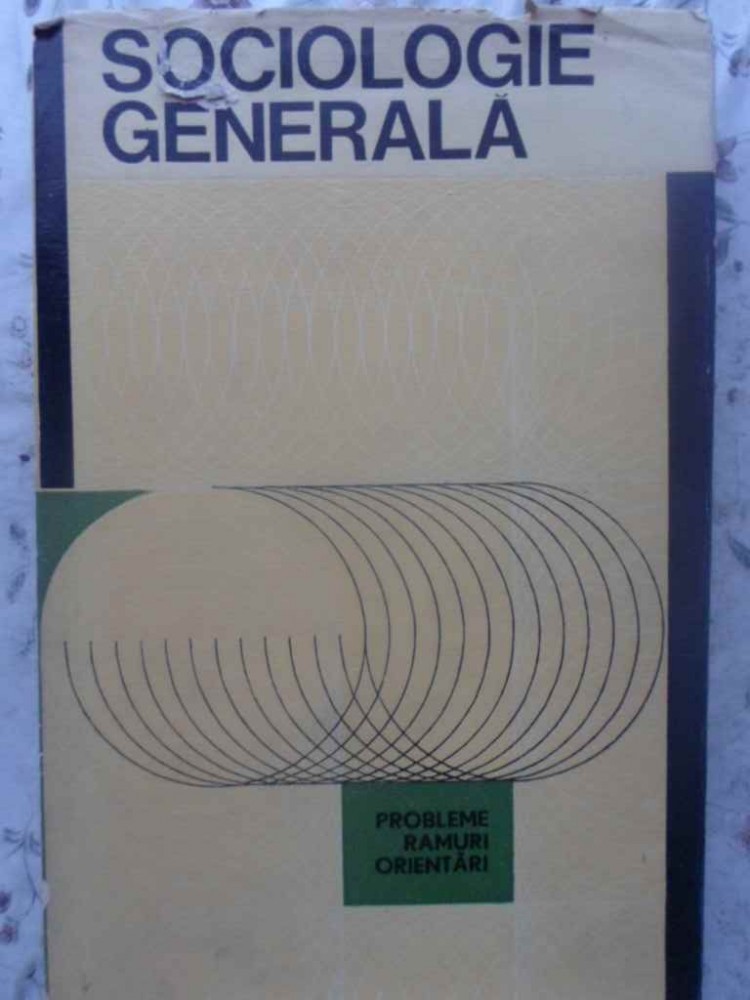 SOCIOLOGIE
GENERALĂ
PROBLEME
RAMURI
ORIENTĂRI